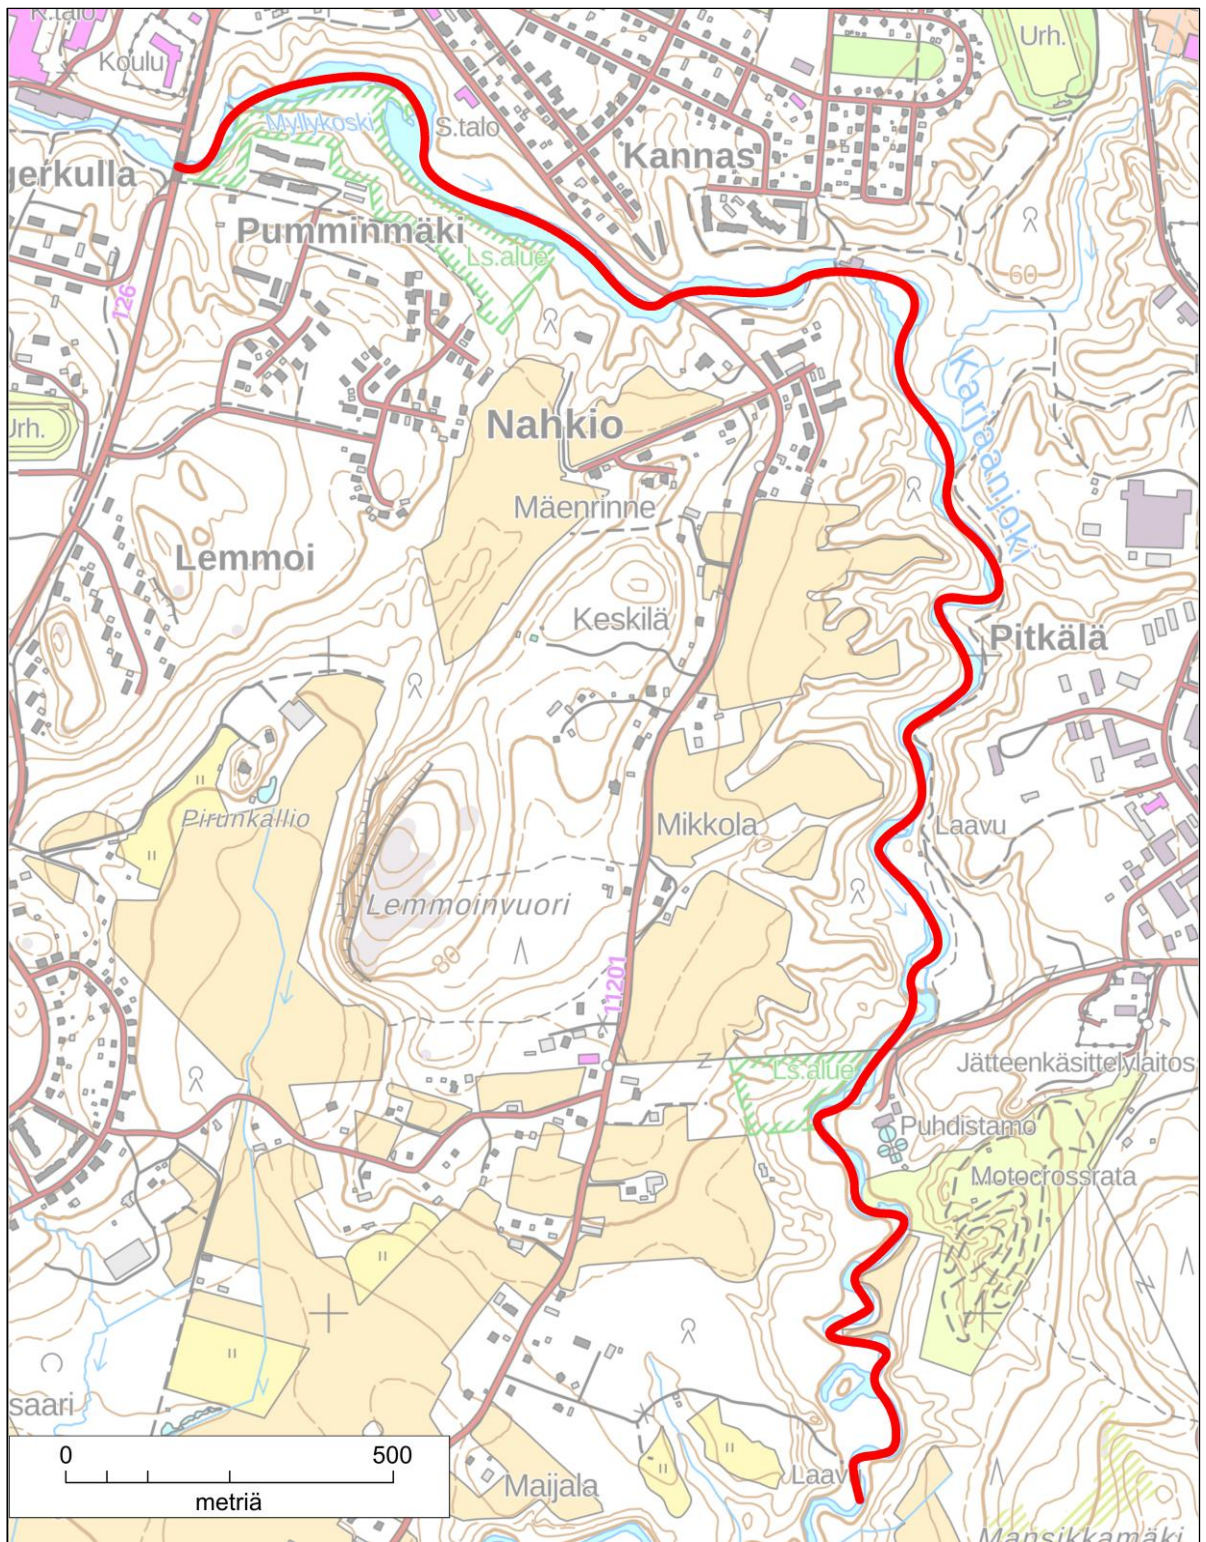 K.talo
Koulu
Urh.
Myllykoski
S.talo
Kannas
gerkulla
Pumminmäki
Ls.alue
60
126
Karjaanjoki
Nahkio
Urh.
Mäenrinne
Lemmoi
Keskilä
Pitkälä
Pirunkallio
Mikkola
Laavu
Lemmoinvuori
80
11201
Ls.alue
Jätteenkäsittelylaitos
Puhdistamo
Motocrossrata
saari
0 500
metriä
Maijala
Laavu
Mansikkamäki